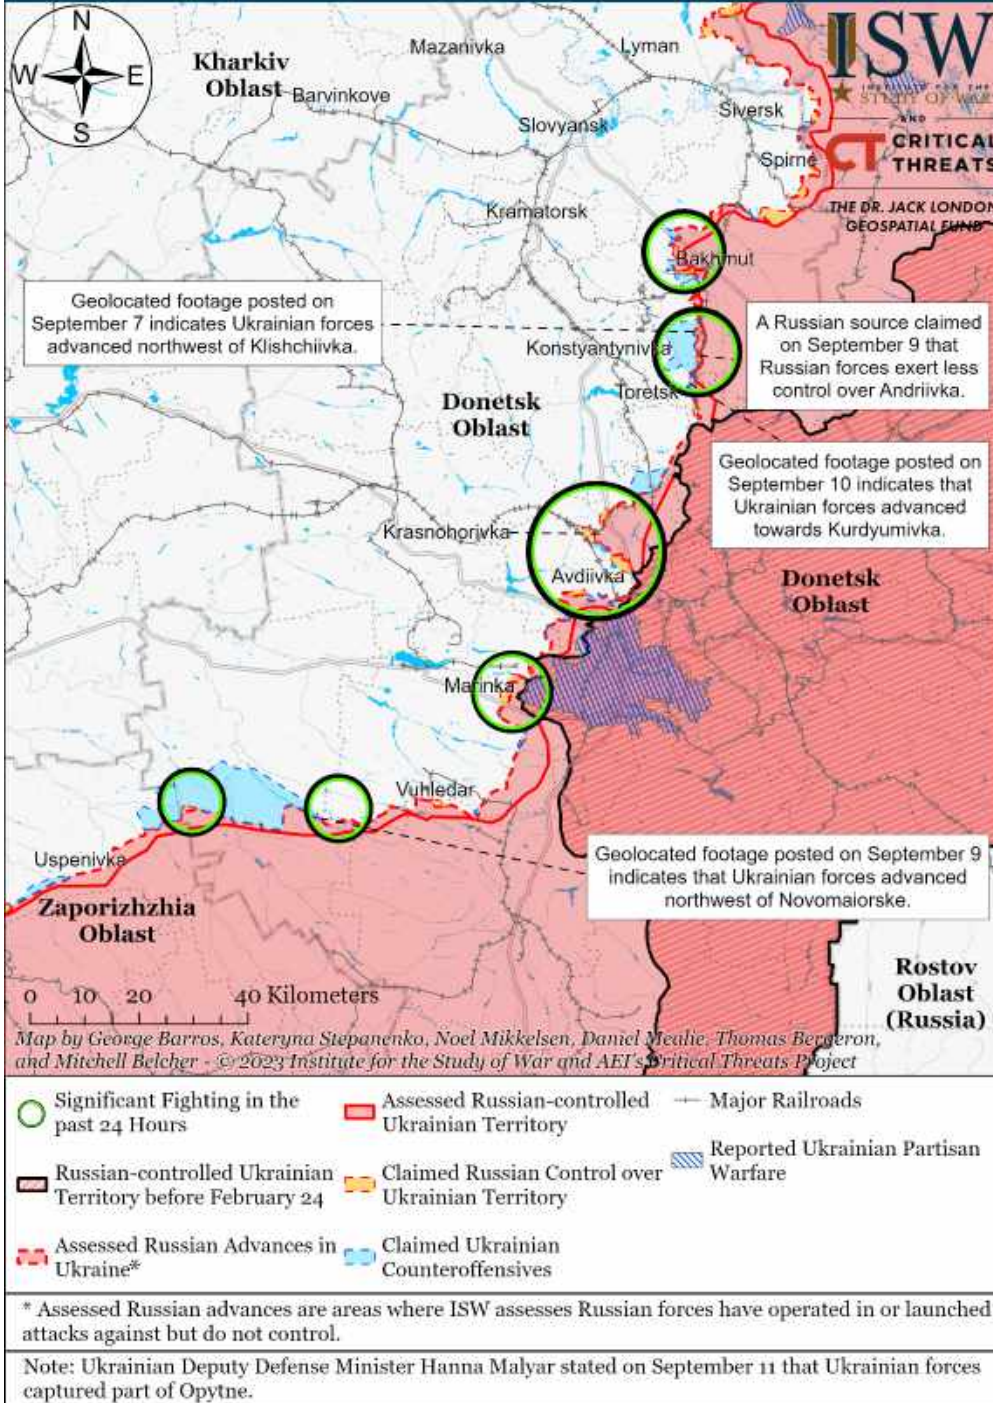 N
W E
S
Kharkiv
Oblast
Mazanivka
Lyman
Barvinkove
Slovyansk
Siversk
Spirne
Kramatorsk
Bakhmut
ISW
INSTITUTE FOR THE
STUDY OF WAR
AND
CT CRITICAL
THREATS
THE DR. JACK LONDON
GEOSPATIAL FUND
Geolocated footage posted on
September 7 indicates Ukrainian forces
advanced northwest of Klishchiivka.
Konstyantynivka
A Russian source claimed
on September 9 that
Russian forces exert less
control over Andriivka.
Toretsk
Donetsk
Oblast
Geolocated footage posted on
September 10 indicates that
Ukrainian forces advanced
towards Kurdyumivka.
Krasnohorivka
Avdiivka
Donetsk
Oblast
Marinka
Vuhledar
Uspenivka
Geolocated footage posted on September 9
indicates that Ukrainian forces advanced
northwest of Novomaiorske.
Zaporizhzhia
Oblast
Rostov
Oblast
(Russia)
0 10 20 40 Kilometers
Map by George Barros, Kateryna Stepanenko, Noel Mikkelsen, Daniel Mealie, Thomas Bergeron,
and Mitchell Belcher - © 2023 Institute for the Study of War and AEI's Critical Threats Project
Significant Fighting in the
past 24 Hours
Russian-controlled Ukrainian
Territory before February 24
Assessed Russian Advances in
Ukraine*
Assessed Russian-controlled
Ukrainian Territory
Claimed Russian Control over
Ukrainian Territory
Claimed Ukrainian
Counteroffensives
Major Railroads
Reported Ukrainian Partisan
Warfare
* Assessed Russian advances are areas where ISW assesses Russian forces have operated in or launched
attacks against but do not control.
Note: Ukrainian Deputy Defense Minister Hanna Malyar stated on September 11 that Ukrainian forces
captured part of Opytne.